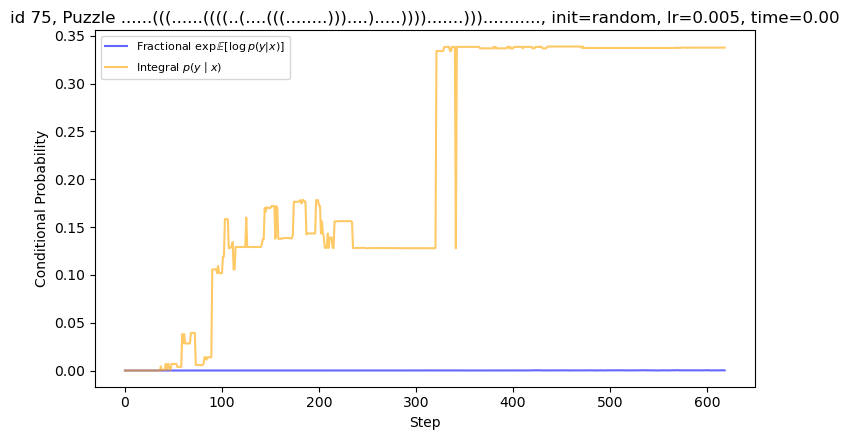 id 75, Puzzle ......(((......((((..(....(((........)))....).....)))).......)))..........., init=random, lr=0.005, time=0.00
Fractional exp𝔼[log p(y|x)]
Integral p(y | x)
Conditional Probability
0.35
0.30
0.25
0.20
0.15
0.10
0.05
0.00
0 100 200 300 400 500 600
Step